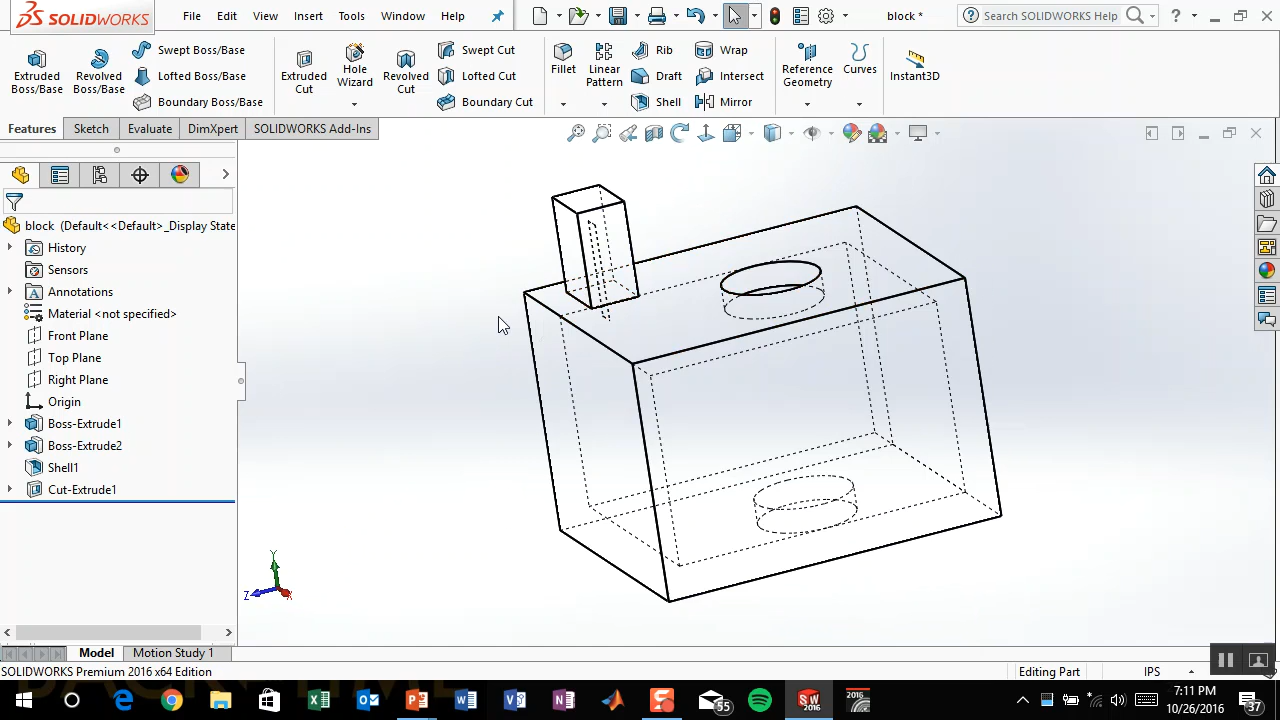 SOLIDWORKS
File
Edit
View
Insert
Tools
Window
Help
block *
Search SOLIDWORKS Help
?
Extruded
Boss/Base
Revolved
Boss/Base
Swept Boss/Base
Lofted Boss/Base
Boundary Boss/Base
Extruded
Cut
Hole
Wizard
Revolved
Cut
Swept Cut
Lofted Cut
Boundary Cut
Fillet
Linear
Pattern
Rib
Draft
Shell
Wrap
Intersect
Mirror
Reference
Geometry
Curves
Instant3D
Features
Sketch
Evaluate
DimXpert
SOLIDWORKS Add-Ins
block (Default<<Default>_Display State
History
Sensors
Annotations
Material <not specified>
Front Plane
Top Plane
Right Plane
Origin
Boss-Extrude1
Boss-Extrude2
Shell1
Cut-Extrude1
Y
Z
X
Model
Motion Study 1
SOLIDWORKS Premium 2016 x64 Edition
Editing Part
IPS
55
SW
2016
2016
7:11 PM
10/26/2016
37